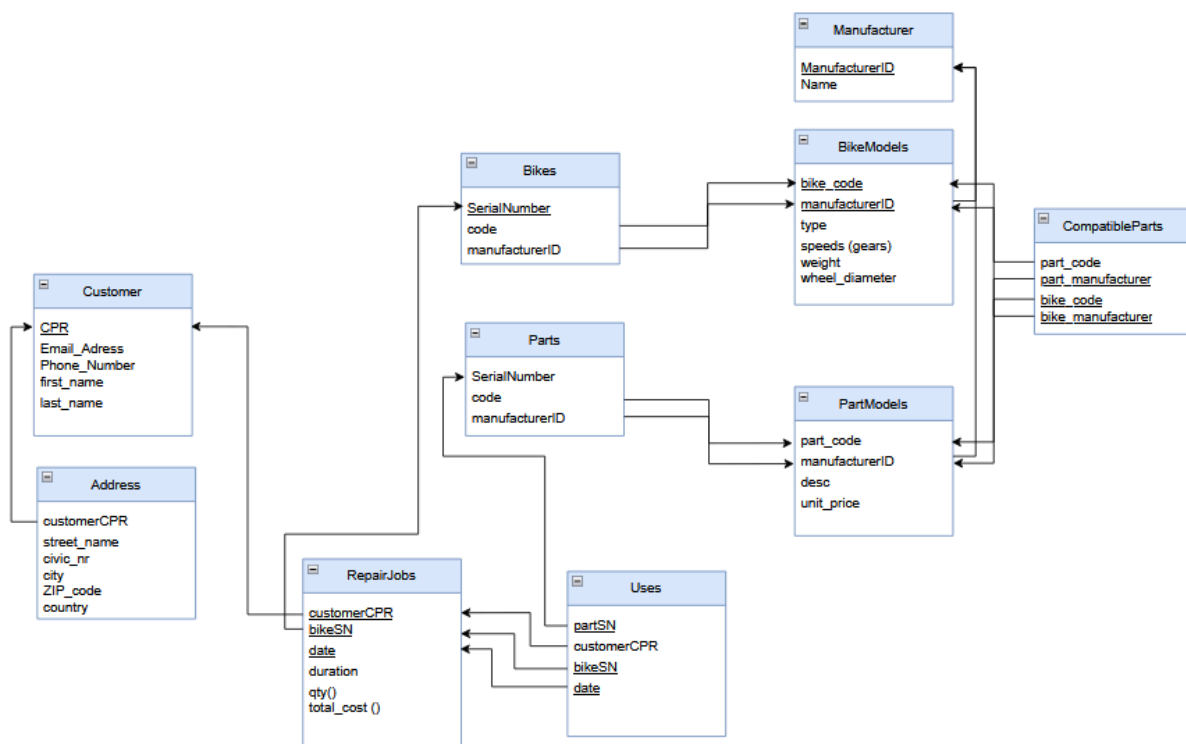 Manufacturer
ManufacturerID
Name
BikeModels
bike_code
manufacturerID
type
speeds (gears)
weight
wheel_diameter
Bikes
SerialNumber
code
manufacturerID
CompatibleParts
part_code
part_manufacturer
bike_code
bike_manufacturer
Customer
CPR
Email_Adress
Phone_Number
first_name
last_name
Parts
SerialNumber
code
manufacturerID
PartModels
part_code
manufacturerID
desc
unit_price
Address
customerCPR
street_name
civic_nr
city
ZIP_code
country
RepairJobs
customerCPR
bikeSN
date
duration
qty()
total_cost ()
Uses
partSN
customerCPR
bikeSN
date